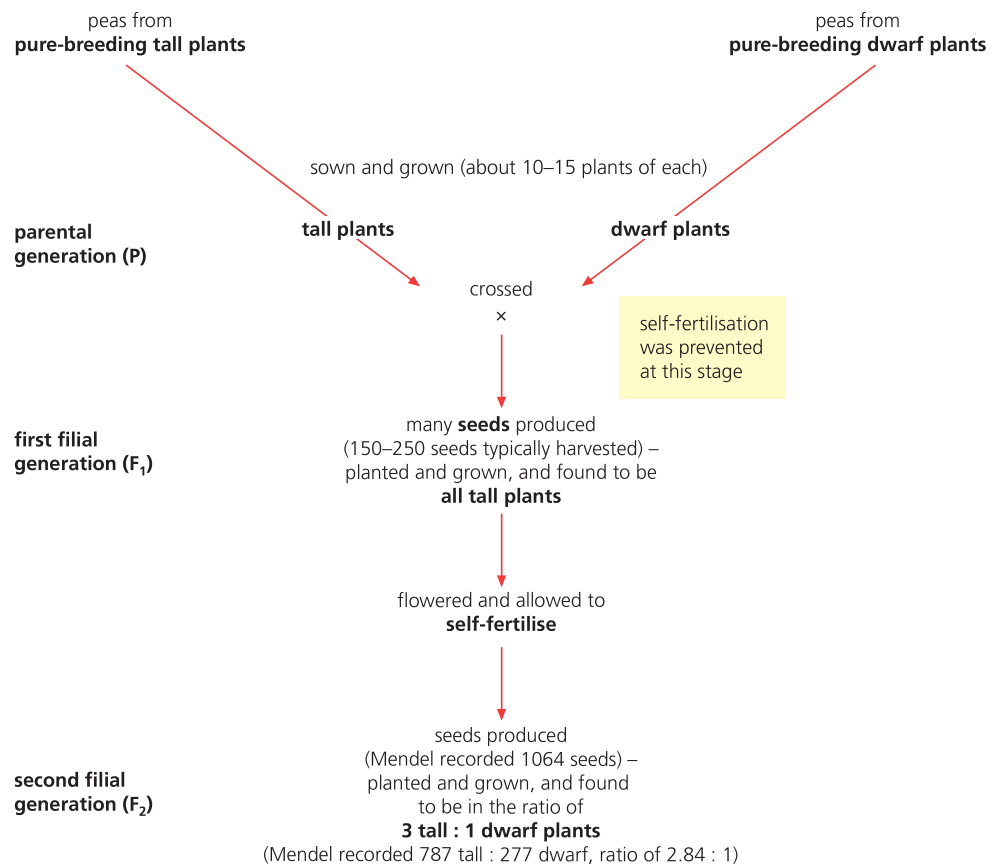 peas from
pure-breeding tall plants
peas from
pure-breeding dwarf plants
sown and grown (about 10–15 plants of each)
parental
generation (P)
tall plants
dwarf plants
crossed
×
self-fertilisation
was prevented
at this stage
first filial
generation (F₁)
many seeds produced
(150–250 seeds typically harvested) –
planted and grown, and found to be
all tall plants
flowered and allowed to
self-fertilise
second filial
generation (F₂)
seeds produced
(Mendel recorded 1064 seeds) –
planted and grown, and found
to be in the ratio of
3 tall : 1 dwarf plants
(Mendel recorded 787 tall : 277 dwarf, ratio of 2.84 : 1)